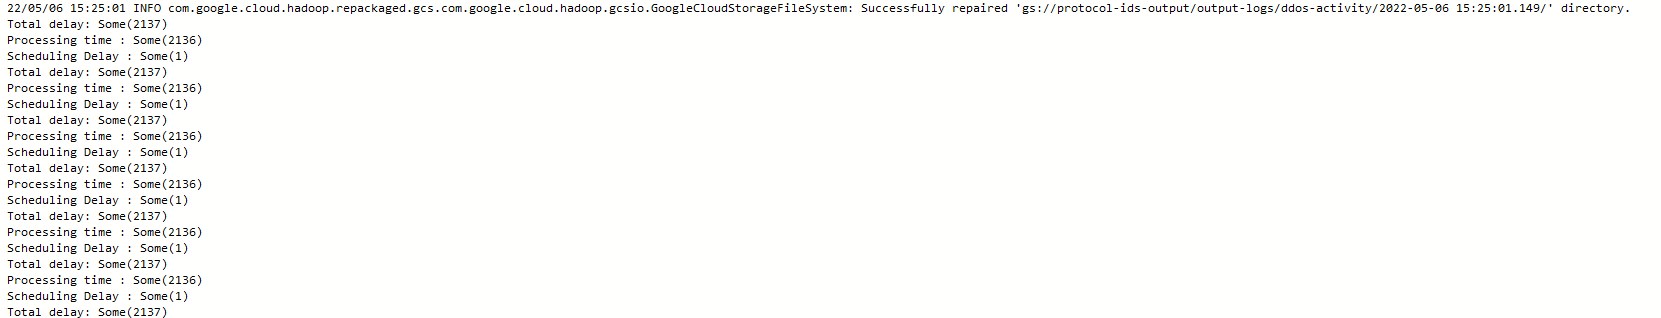 22/05/06 15:25:01 INFO com.google.cloud.hadoop.repackaged.gcs.com.google.cloud.hadoop.gcsio.GoogleCloudStorageFileSystem: Successfully repaired 'gs://protocol-ids-output/output-logs/ddos-activity/2022-05-06 15:25:01.149/' directory.
Total delay: Some(2137)
Processing time : Some(2136)
Scheduling Delay : Some(1)
Total delay: Some(2137)
Processing time : Some(2136)
Scheduling Delay : Some(1)
Total delay: Some(2137)
Processing time : Some(2136)
Scheduling Delay : Some(1)
Total delay: Some(2137)
Processing time : Some(2136)
Scheduling Delay : Some(1)
Total delay: Some(2137)
Processing time : Some(2136)
Scheduling Delay : Some(1)
Total delay: Some(2137)
Processing time : Some(2136)
Scheduling Delay : Some(1)
Total delay: Some(2137)